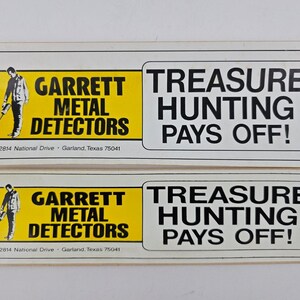 GARRETT
METAL
DETECTORS
2814 National Drive · Garland, Texas 75041
TREASURE
HUNTING
PAYS OFF!
GARRETT
METAL
DETECTORS
2814 National Drive · Garland, Texas 75041
TREASURE
HUNTING
PAYS OFF!